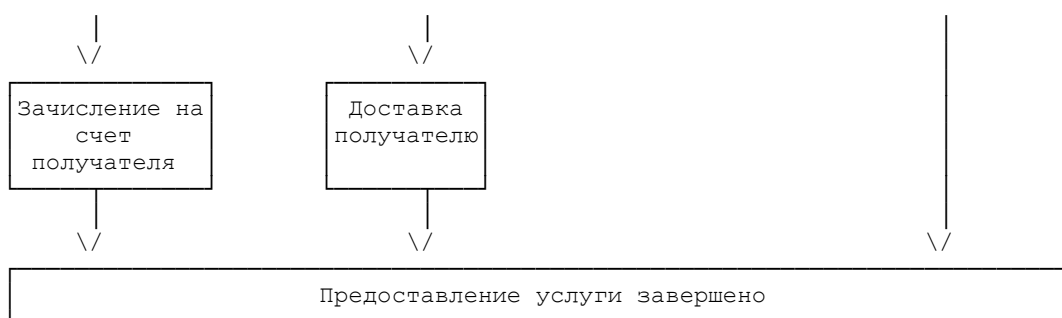 Зачисление на
счет
получателя
Доставка
получателю
Предоставление услуги завершено